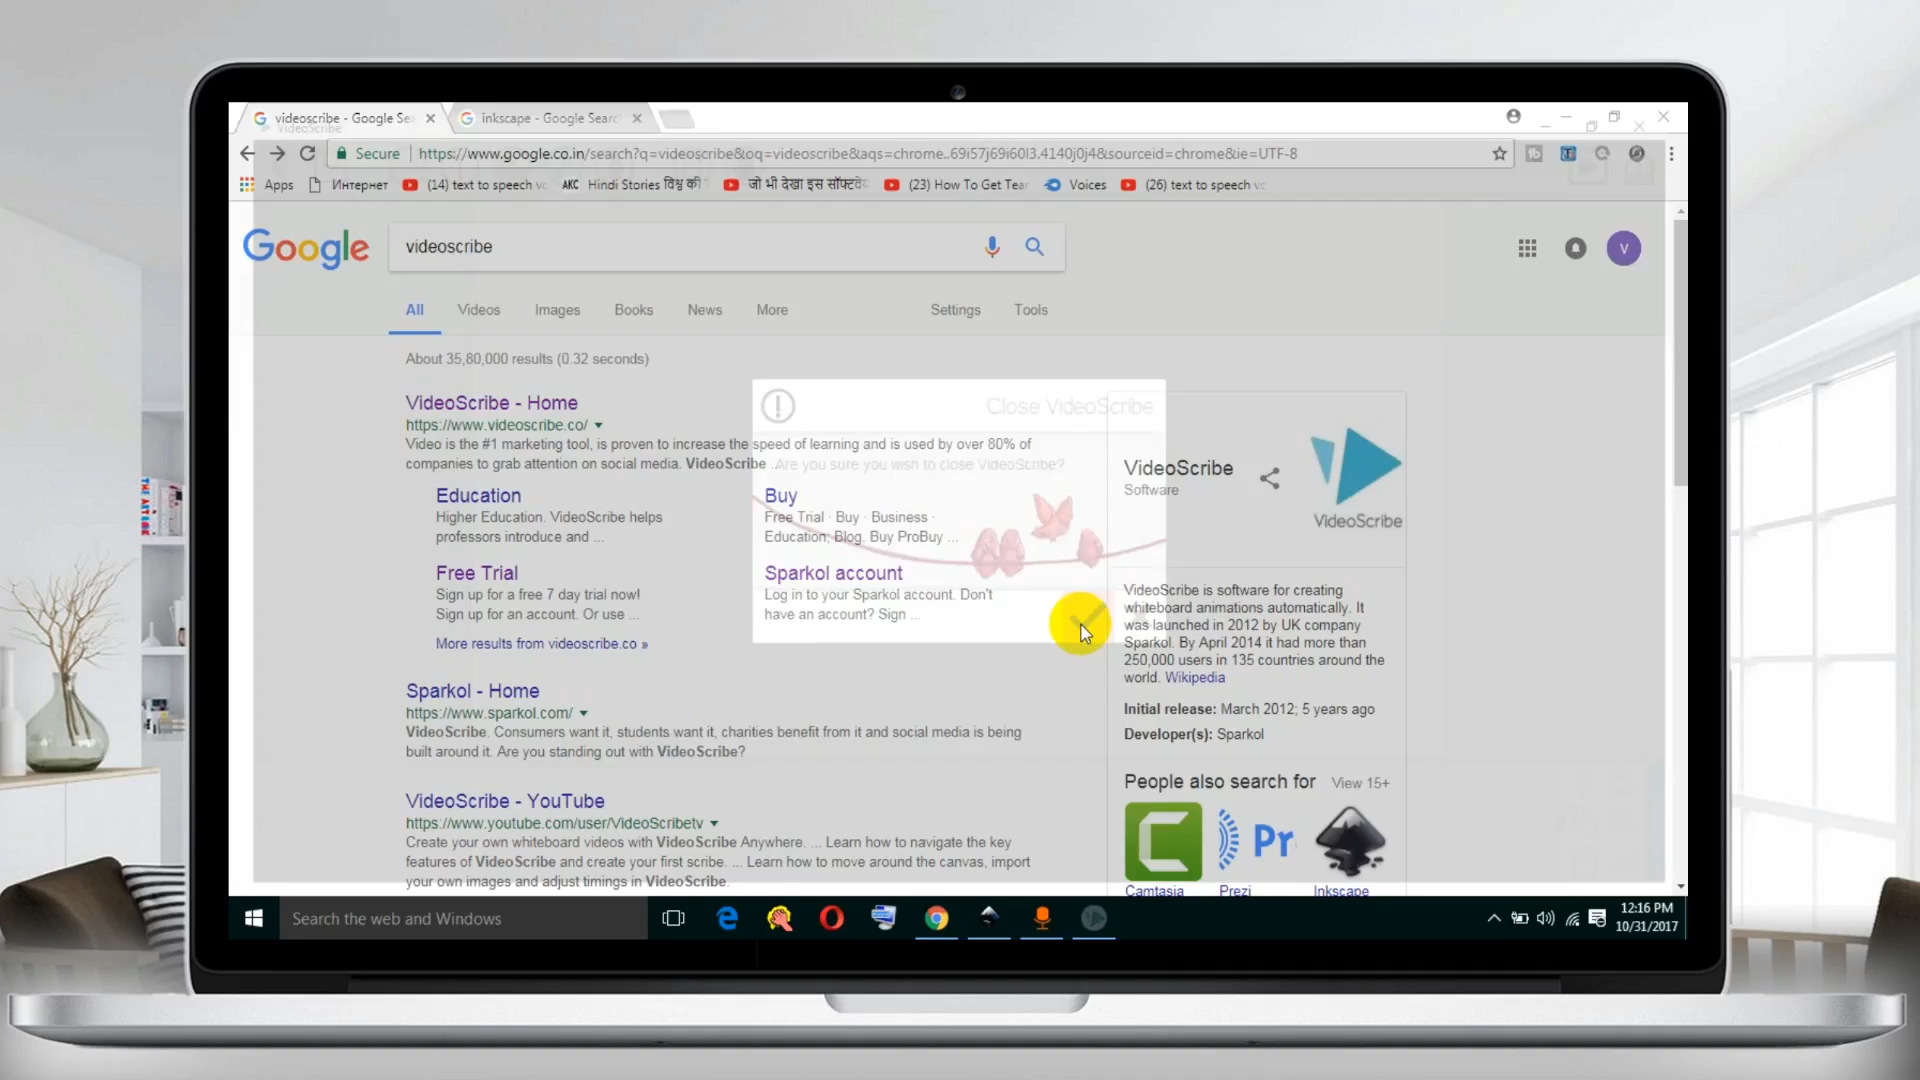 videoscribe - Google Sea
inkscape - Google Search
VideoScribe
Secure
https://www.google.co.in/search?q=videoscribe&oq=videoscribe&aqs=chrome..69i57j69i60l3.4140j0j4&sourceid=chrome&ie=UTF-8
Apps
Интернет
(14) text to speech vo
AKC
Hindi Stories विश्व की
जो भी देखा इस सॉफ्टवे
(23) How To Get Tear
Voices
(26) text to speech vo
Google
videoscribe
V
All
Videos
Images
Books
News
More
Settings
Tools
About 35,80,000 results (0.32 seconds)
VideoScribe - Home
https://www.videoscribe.co/
Video is the #1 marketing tool, is proven to increase the speed of learning and is used by over 80% of
companies to grab attention on social media. VideoScribe ...
Close VideoScribe
Are you sure you wish to close VideoScribe?
Education
Higher Education. VideoScribe helps
professors introduce and ...
Buy
Free Trial · Buy · Business ·
Education; Blog. Buy ProBuy ...
Free Trial
Sign up for a free 7 day trial now!
Sign up for an account. Or use ...
Sparkol account
Log in to your Sparkol account. Don't
have an account? Sign ...
More results from videoscribe.co »
Sparkol - Home
https://www.sparkol.com/
VideoScribe. Consumers want it, students want it, charities benefit from it and social media is being
built around it. Are you standing out with VideoScribe?
VideoScribe - YouTube
https://www.youtube.com/user/VideoScribetv
Create your own whiteboard videos with VideoScribe Anywhere. ... Learn how to navigate the key
features of VideoScribe and create your first scribe. ... Learn how to move around the canvas, import
your own images and adjust timings in VideoScribe.
VideoScribe
Software
VideoScribe
VideoScribe is software for creating
whiteboard animations automatically. It
was launched in 2012 by UK company
Sparkol. By April 2014 it had more than
250,000 users in 135 countries around the
world. Wikipedia
Initial release: March 2012; 5 years ago
Developer(s): Sparkol
People also search for
View 15+
Pr
Camtasia
Prezi
Inkscape
Search the web and Windows
12:16 PM
10/31/2017
THE ART